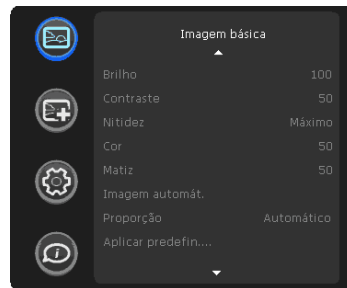 Imagem básica
Brilho 100
Contraste 50
Nitidez Máximo
Cor 50
Matiz 50
Imagem automát.
Proporção Automático
Aplicar predefin....